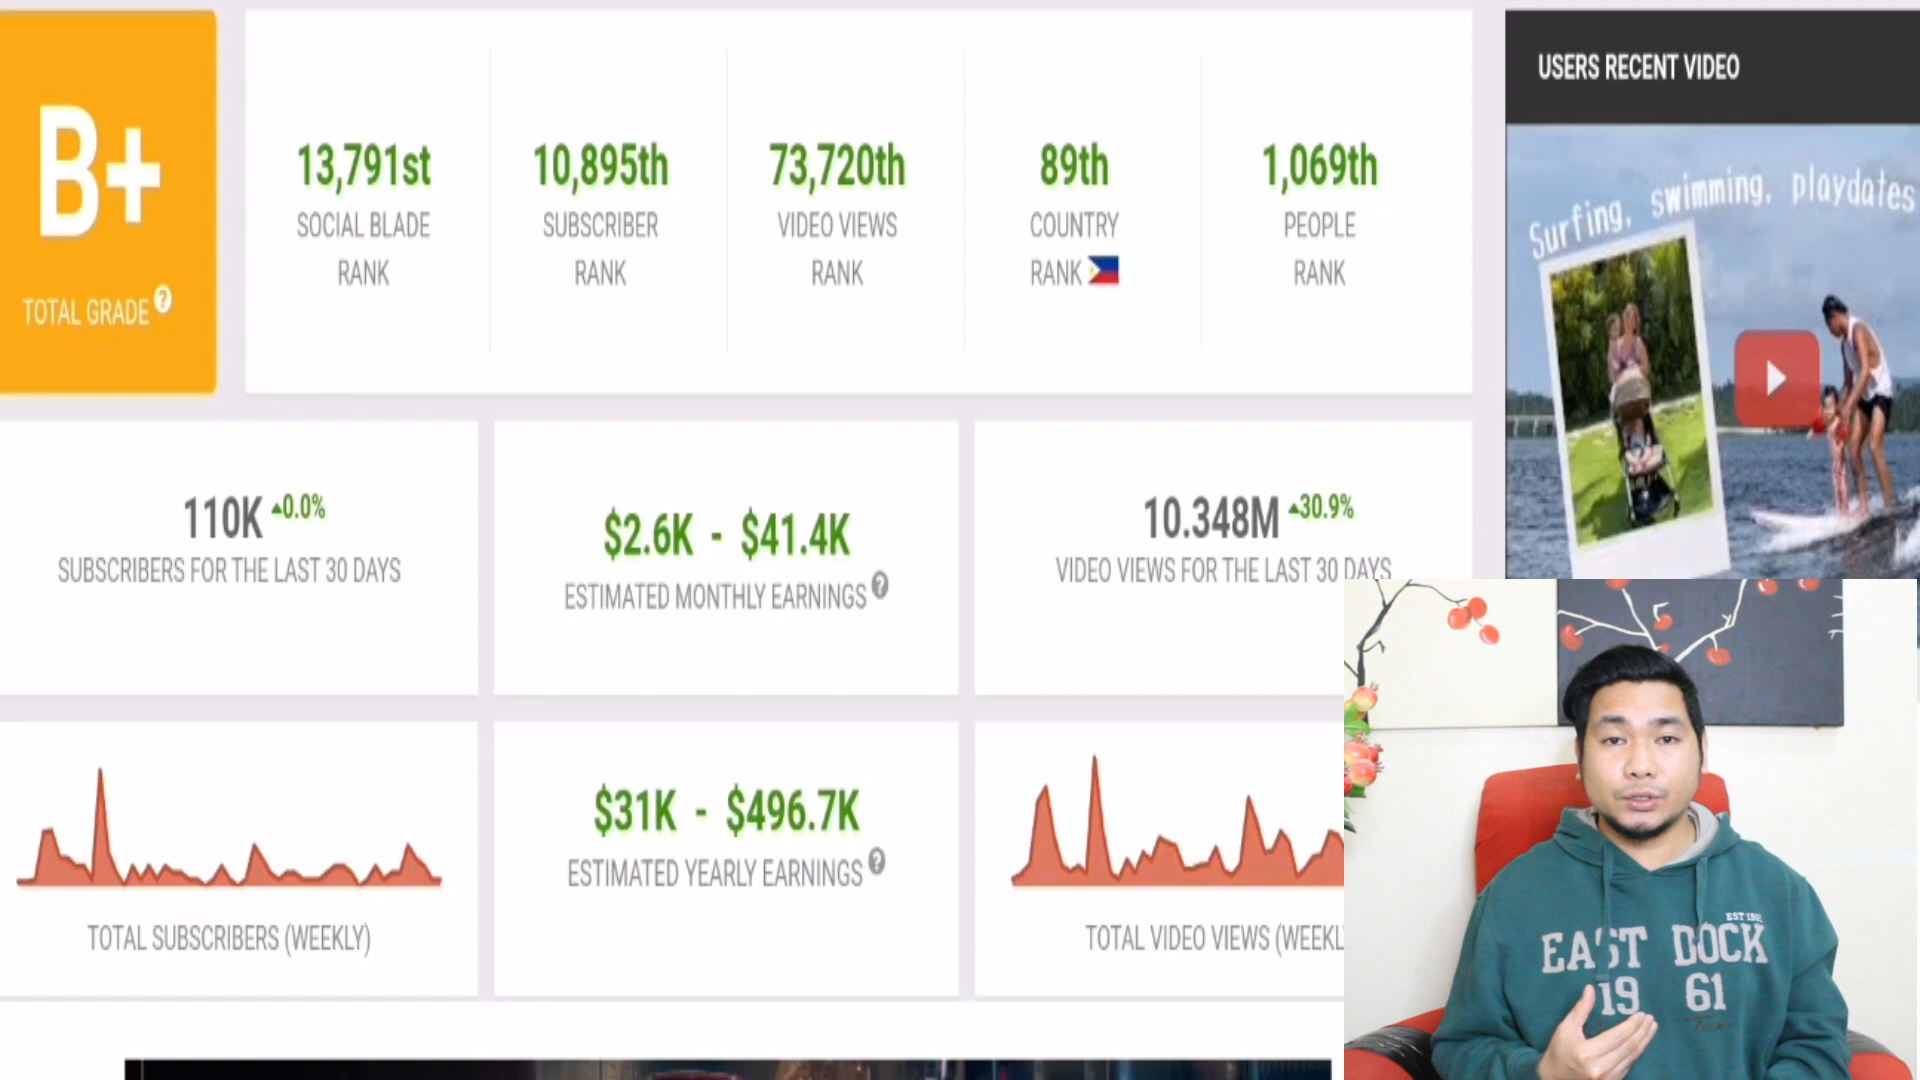 B+
TOTAL GRADE ?
13,791st
SOCIAL BLADE
RANK
10,895th
SUBSCRIBER
RANK
73,720th
VIDEO VIEWS
RANK
89th
COUNTRY
RANK
1,069th
PEOPLE
RANK
USERS RECENT VIDEO
Surfing, swimming, playdates
110K ▲0.0%
SUBSCRIBERS FOR THE LAST 30 DAYS
$2.6K - $41.4K
ESTIMATED MONTHLY EARNINGS ?
10.348M ▲30.9%
VIDEO VIEWS FOR THE LAST 30 DAYS
TOTAL SUBSCRIBERS (WEEKLY)
$31K - $496.7K
ESTIMATED YEARLY EARNINGS ?
TOTAL VIDEO VIEWS (WEEKL
EAST DOCK
19 61